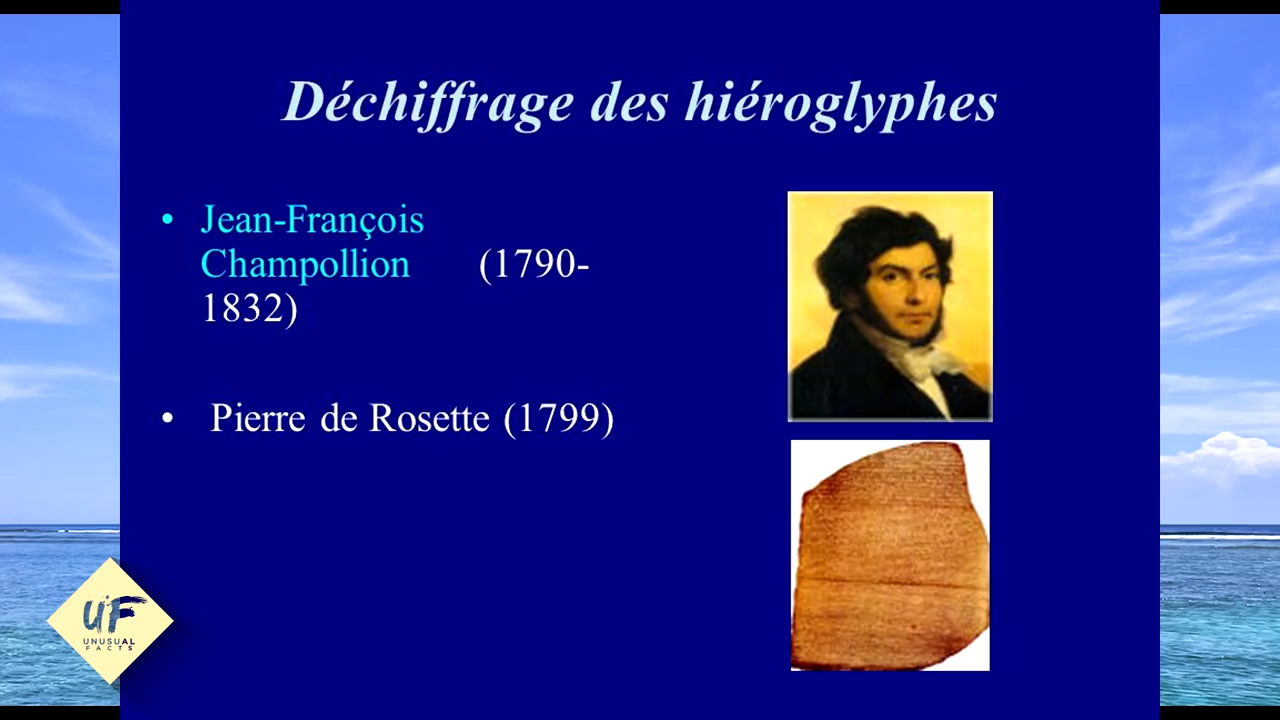 Déchiffrage des hiéroglyphes
• Jean-François
Champollion (1790-
1832)
• Pierre de Rosette (1799)
UF
UNUSUAL
FACTS